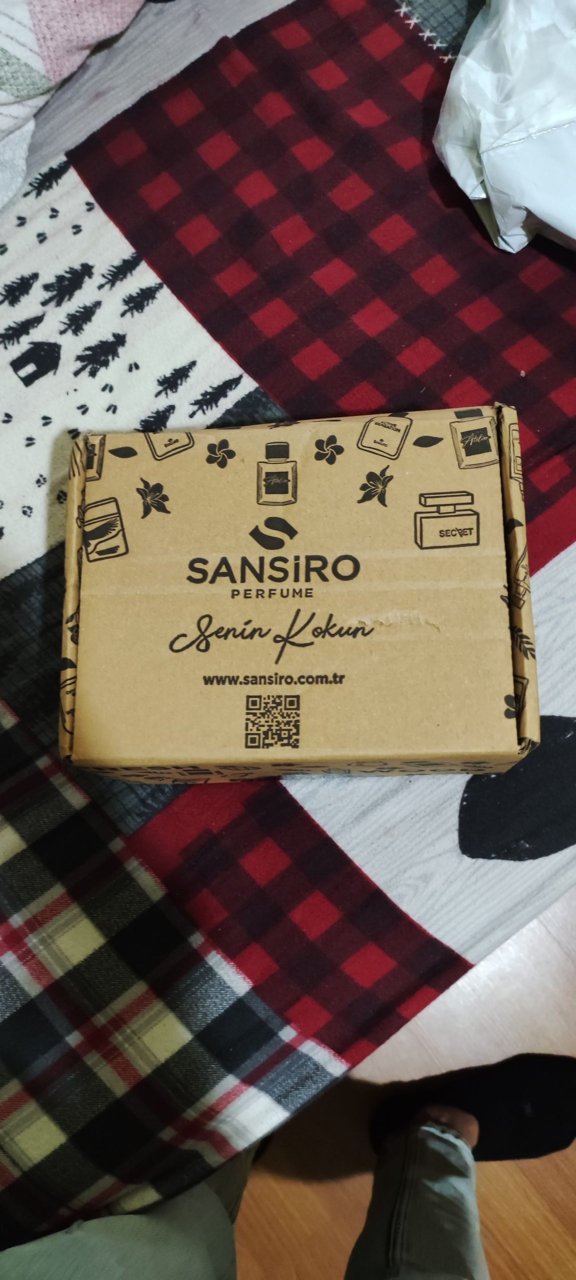 SECRET
SANSiRO
PERFUME
Senin Kokun
www.sansiro.com.tr